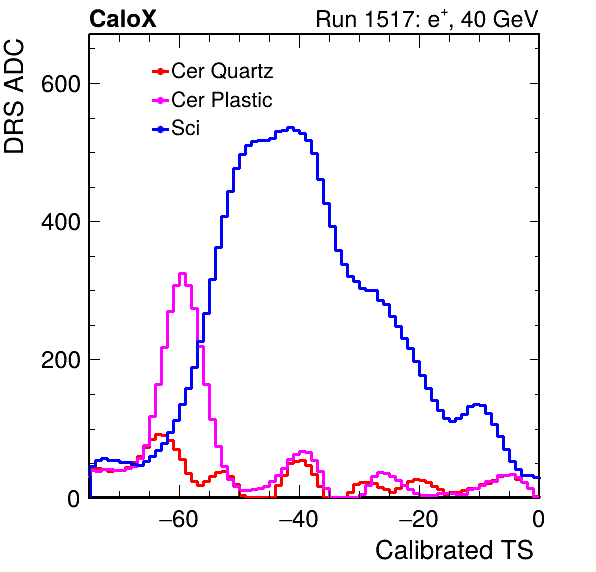 CaloX Run 1517: e⁺, 40 GeV
DRS ADC
Cer Quartz
Cer Plastic
Sci
600
400
200
0
−60 −40 −20 0
Calibrated TS